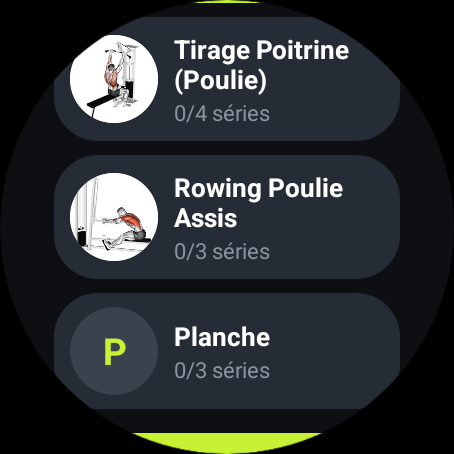 Tirage Poitrine
(Poulie)
0/4 séries
Rowing Poulie
Assis
0/3 séries
P
Planche
0/3 séries